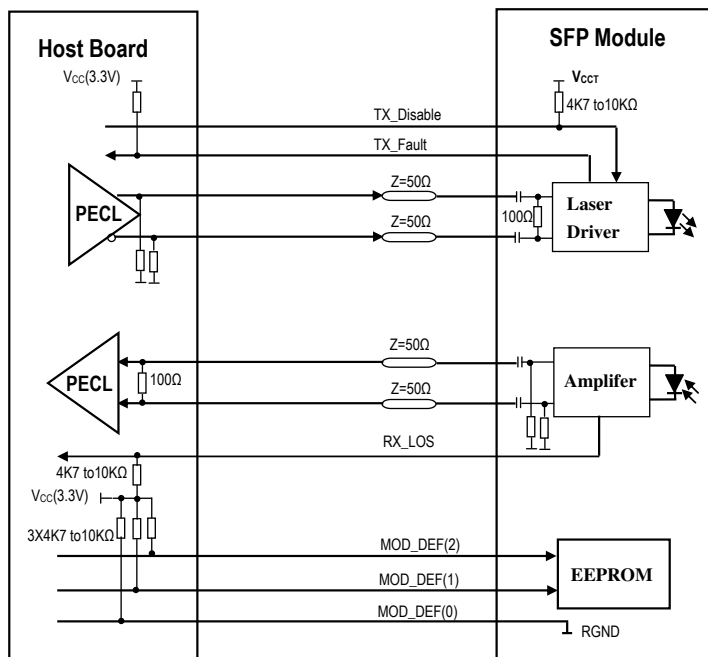 Host Board
SFP Module
VCC(3.3V)
VCCT
4K7 to10KΩ
TX_Disable
TX_Fault
Z=50Ω
PECL
100Ω
Laser
Driver
Z=50Ω
Z=50Ω
PECL
100Ω
Amplifer
Z=50Ω
RX_LOS
4K7 to10KΩ
VCC(3.3V)
3X4K7 to10KΩ
MOD_DEF(2)
EEPROM
MOD_DEF(1)
MOD_DEF(0)
RGND